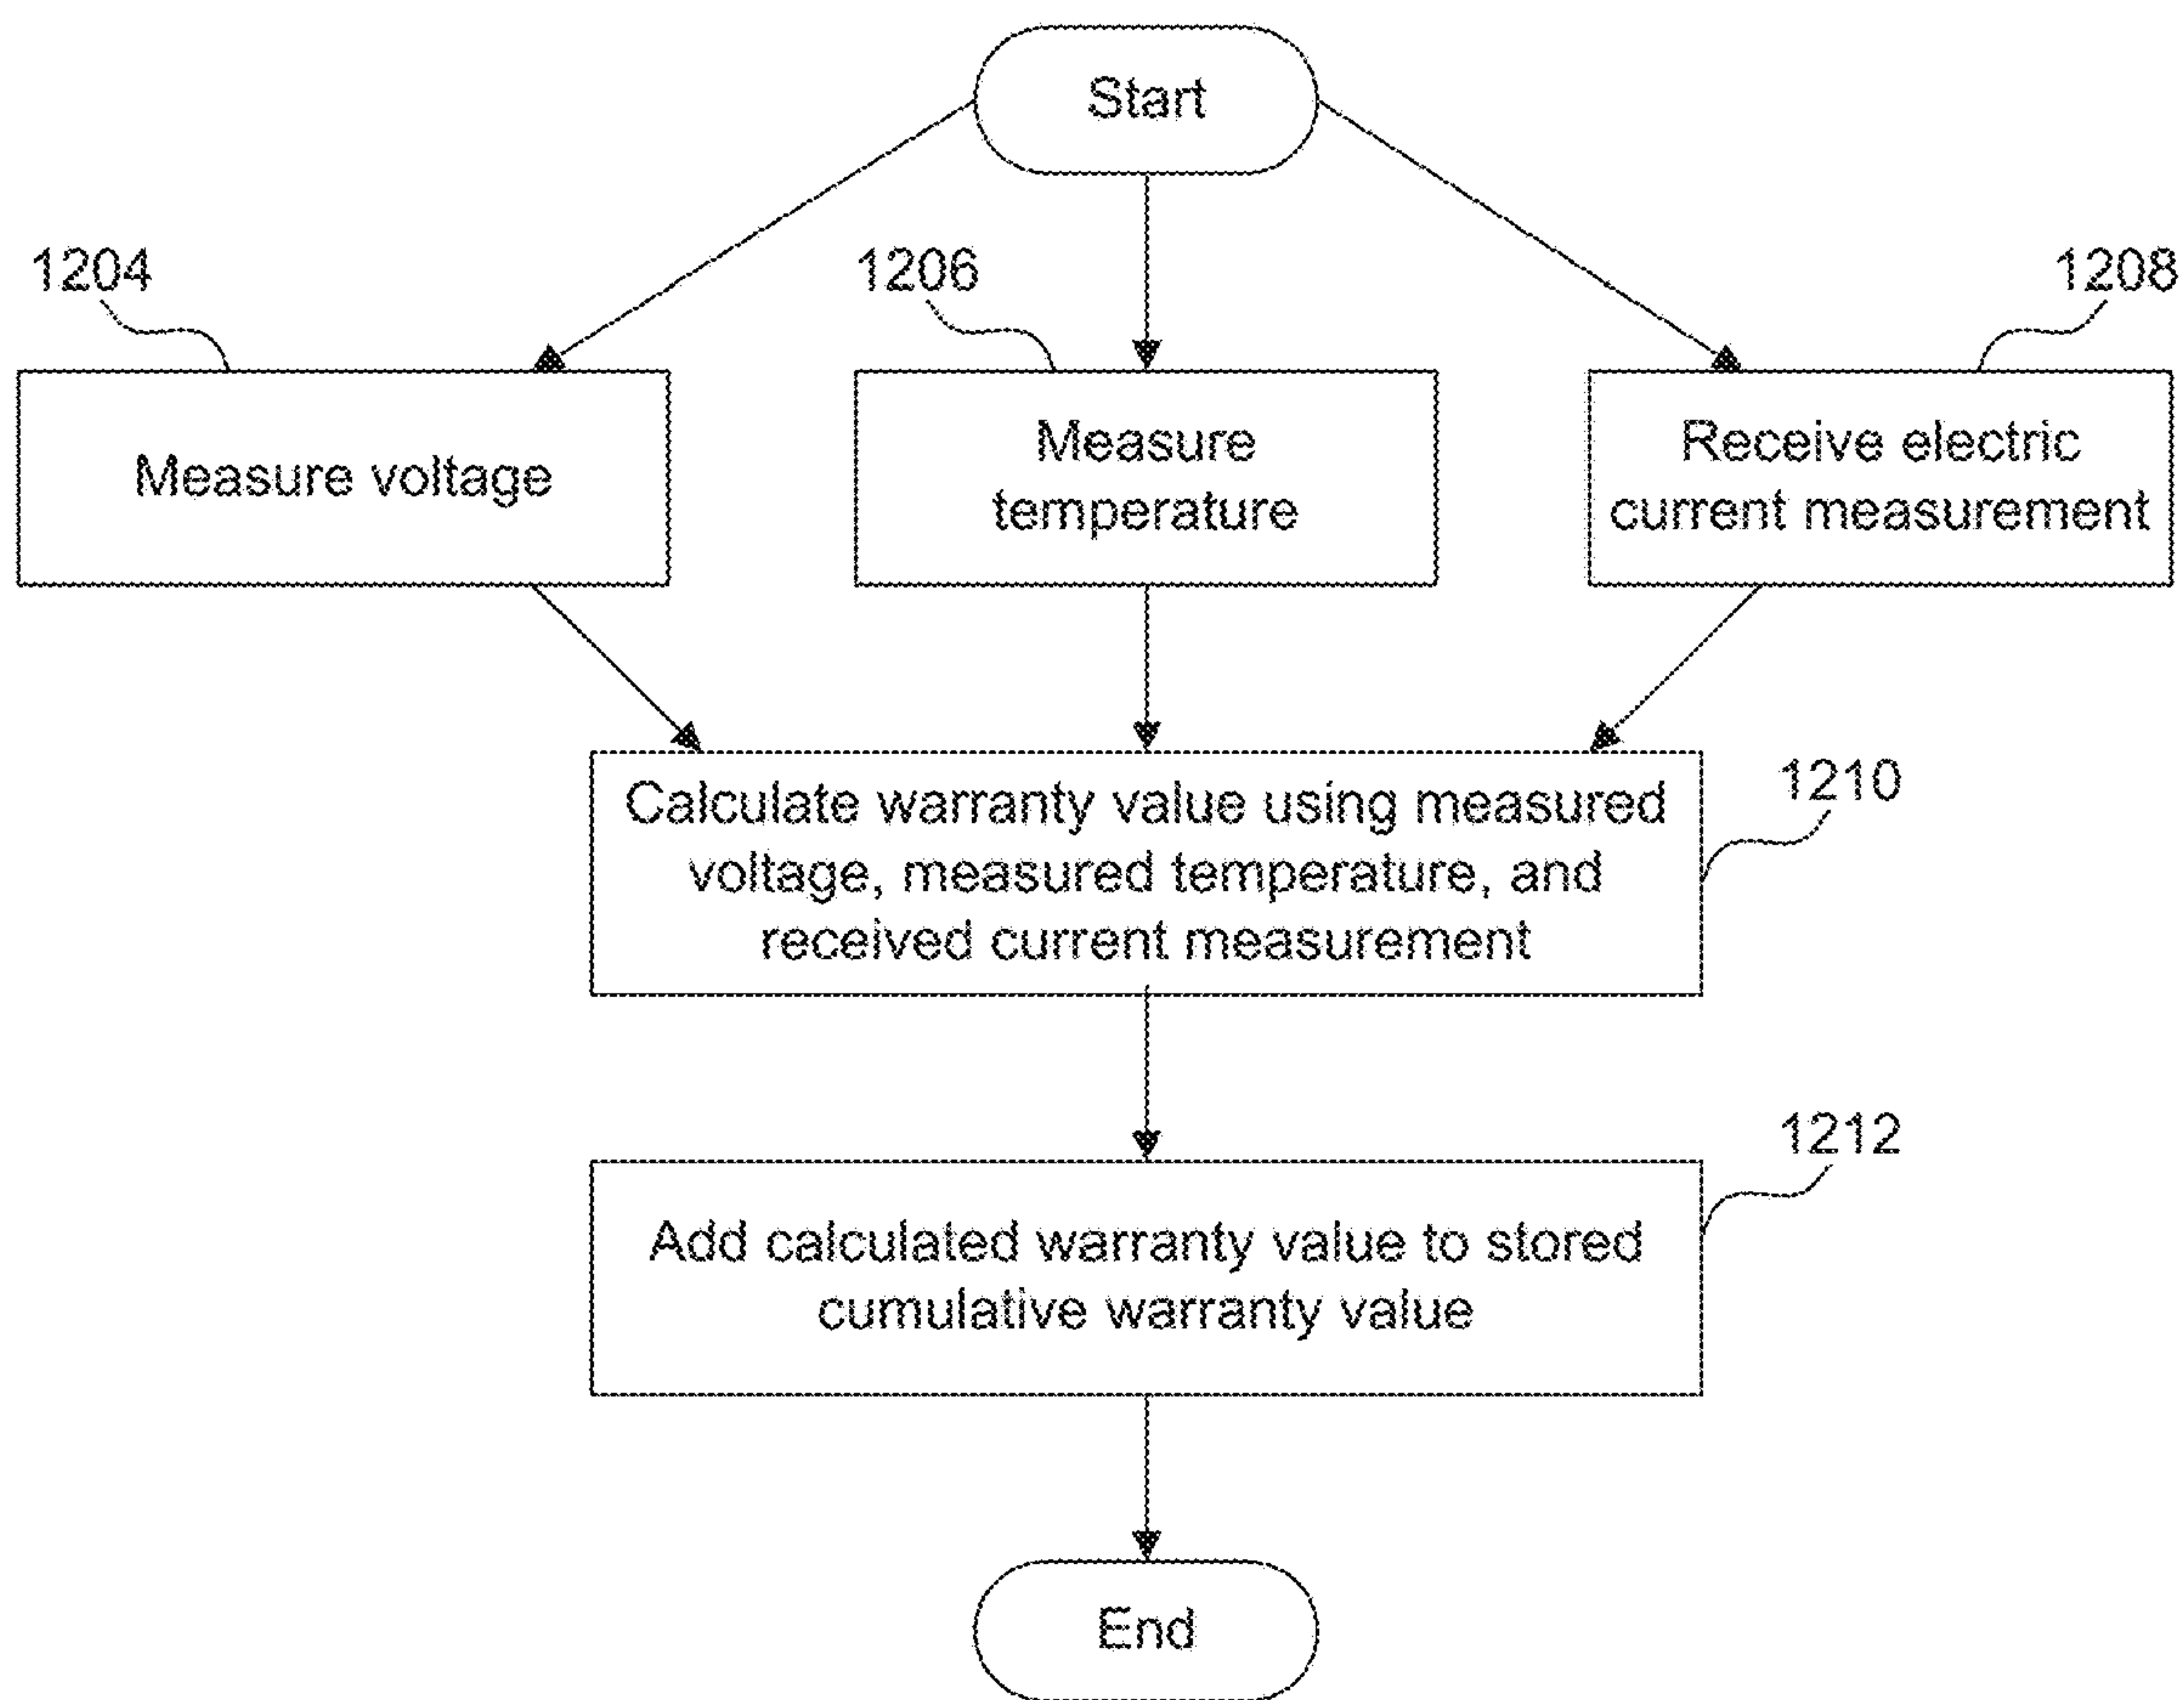 Start
1204
1206
1208
Measure voltage
Measure
temperature
Receive electric
current measurement
Calculate warranty value using measured
voltage, measured temperature, and
received current measurement
1210
Add calculated warranty value to stored
cumulative warranty value
1212
End